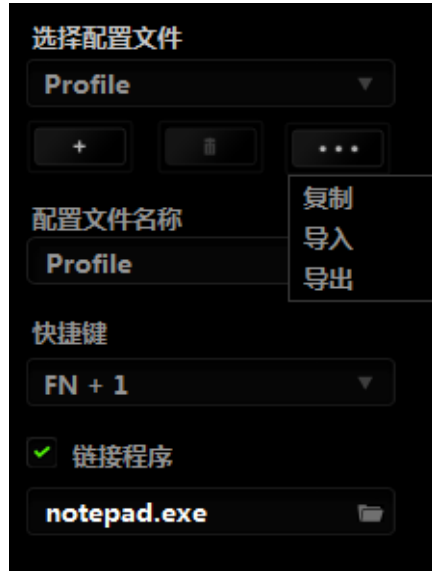 选择配置文件
Profile
+
•••
复制
导入
导出
配置文件名称
Profile
快捷键
FN + 1
链接程序
notepad.exe